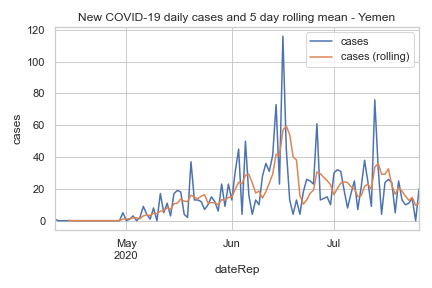 New COVID-19 daily cases and 5 day rolling mean - Yemen
cases
cases (rolling)
120
100
80
60
40
20
0
cases
May
2020
Jun
Jul
dateRep